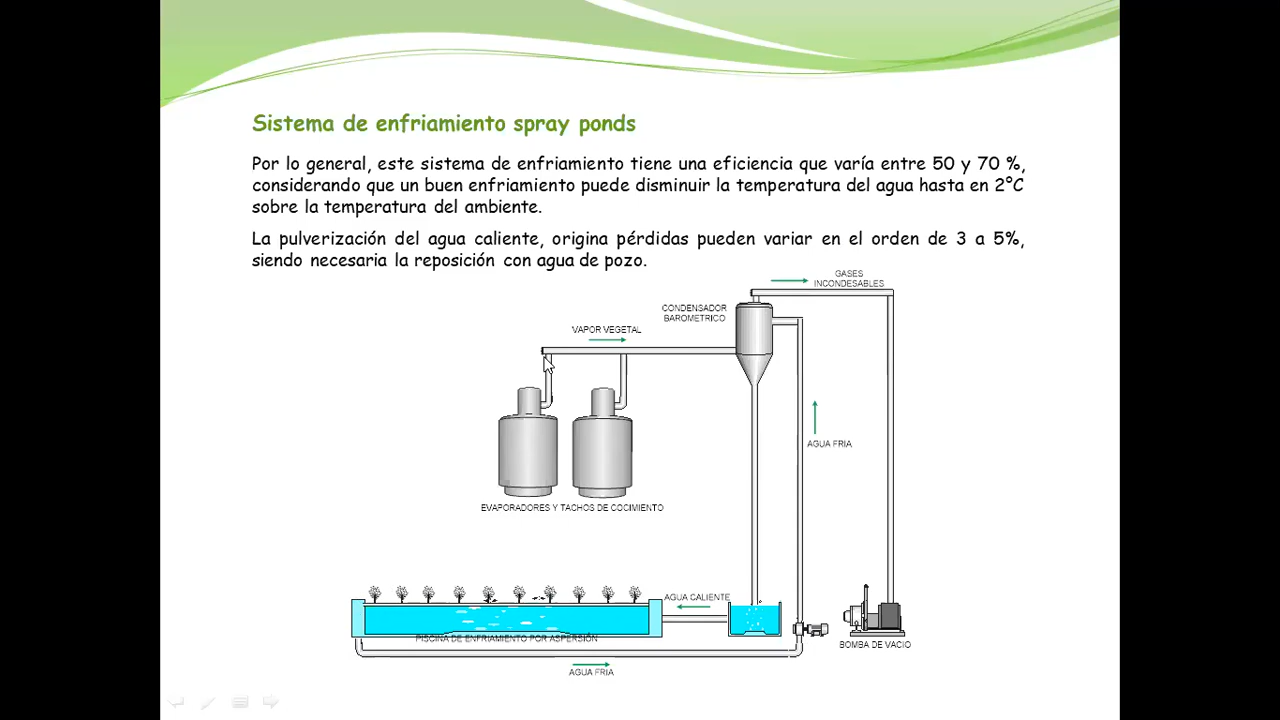 Sistema de enfriamiento spray ponds
Por lo general, este sistema de enfriamiento tiene una eficiencia que varía entre 50 y 70 %,
considerando que un buen enfriamiento puede disminuir la temperatura del agua hasta en 2°C
sobre la temperatura del ambiente.
La pulverización del agua caliente, origina pérdidas pueden variar en el orden de 3 a 5%,
siendo necesaria la reposición con agua de pozo.
GASES
INCONDESABLES
CONDENSADOR
BAROMETRICO
VAPOR VEGETAL
AGUA FRIA
EVAPORADORES Y TACHOS DE COCIMIENTO
AGUA CALIENTE
PISCINA DE ENFRIAMIENTO POR ASPERSIÓN
BOMBA DE VACIO
AGUA FRIA